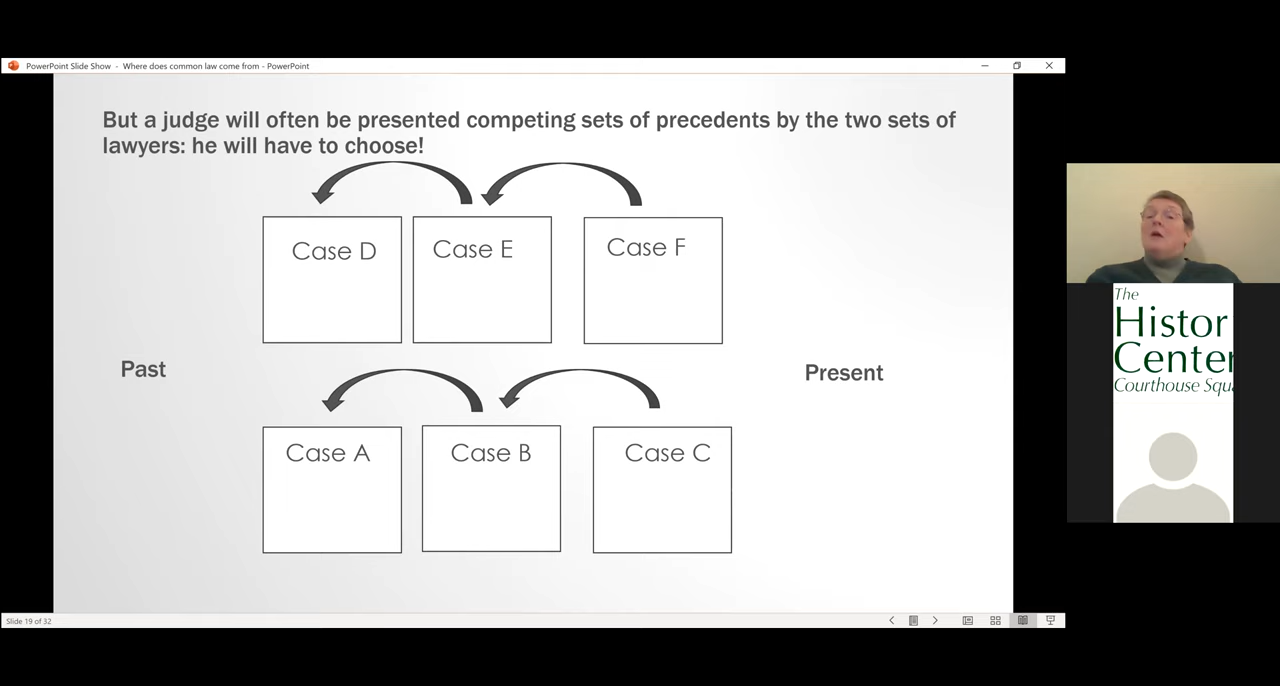 PowerPoint Slide Show - Where does common law come from - PowerPoint
But a judge will often be presented competing sets of precedents by the two sets of
lawyers: he will have to choose!
Case D
Case E
Case F
Past
Present
Case A
Case B
Case C
Slide 19 of 32
The
Histor
Center
Courthouse Squ